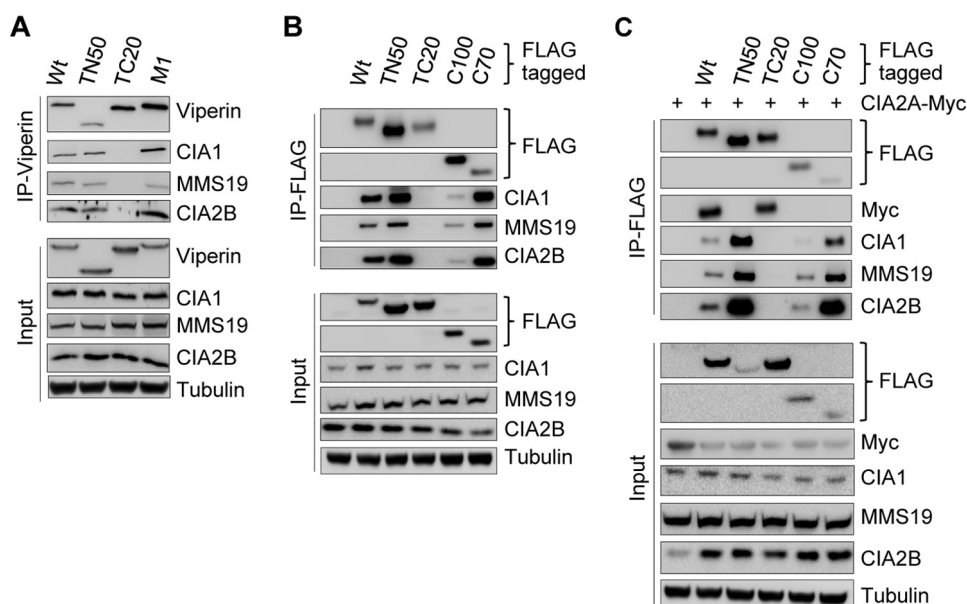 A
Wt TN50 TC20 M1
IP-Viperin
Viperin
CIA1
MMS19
CIA2B
Input
Viperin
CIA1
MMS19
CIA2B
Tubulin
B
Wt TN50 TC20 C100 C70
FLAG
tagged
IP-FLAG
FLAG
CIA1
MMS19
CIA2B
Input
FLAG
CIA1
MMS19
CIA2B
Tubulin
C
Wt TN50 TC20 C100 C70
FLAG
tagged
+ + + + + + CIA2A-Myc
IP-FLAG
FLAG
Myc
CIA1
MMS19
CIA2B
Input
FLAG
Myc
CIA1
MMS19
CIA2B
Tubulin